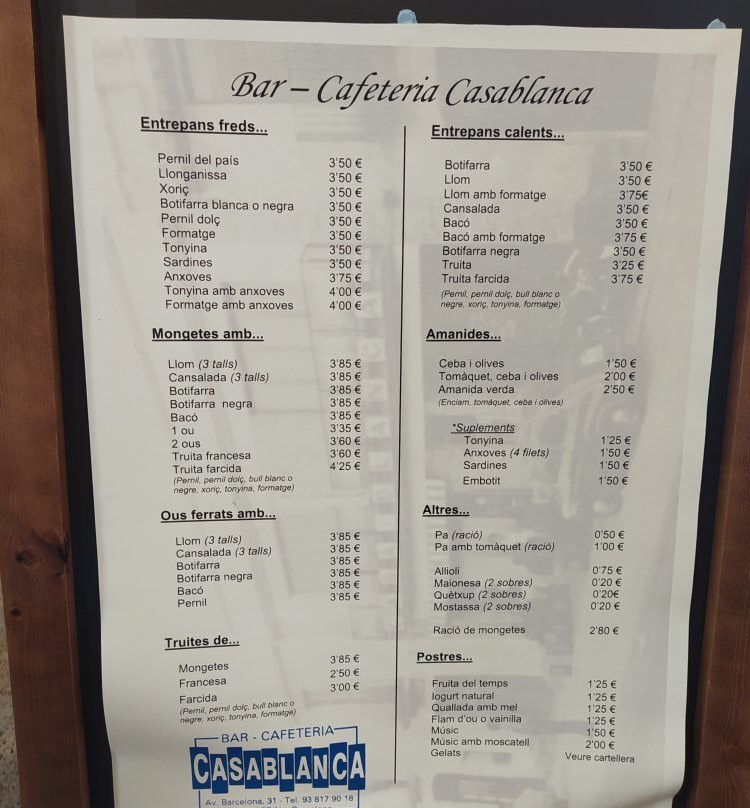 Bar – Cafeteria Casablanca
Entrepans freds...
Pernil del país 3'50 €
Llonganissa 3'50 €
Xoriç 3'50 €
Botifarra blanca o negra 3'50 €
Pernil dolç 3'50 €
Formatge 3'50 €
Tonyina 3'50 €
Sardines 3'50 €
Anxoves 3'75 €
Tonyina amb anxoves 4'00 €
Formatge amb anxoves 4'00 €
Mongetes amb...
Llom (3 talls) 3'85 €
Cansalada (3 talls) 3'85 €
Botifarra 3'85 €
Botifarra negra 3'85 €
Bacó 3'85 €
1 ou 3'35 €
2 ous 3'60 €
Truita francesa 3'60 €
Truita farcida 4'25 €
(Pernil, pernil dolç, bull blanc o
negre, xoriç, tonyina, formatge)
Ous ferrats amb...
Llom (3 talls) 3'85 €
Cansalada (3 talls) 3'85 €
Botifarra 3'85 €
Botifarra negra 3'85 €
Bacó 3'85 €
Pernil 3'85 €
Truites de...
Mongetes 3'85 €
Francesa 2'50 €
Farcida 3'00 €
(Pernil, pernil dolç, bull blanc o
negre, xoriç, tonyina, formatge)
BAR - CAFETERIA
CASABLANCA
Av. Barcelona, 31 - Tel. 93 817 90 18
Entrepans calents...
Botifarra 3'50 €
Llom 3'50 €
Llom amb formatge 3'75€
Cansalada 3'50 €
Bacó 3'50 €
Bacó amb formatge 3'75 €
Botifarra negra 3'50 €
Truita 3'25 €
Truita farcida 3'75 €
(Pernil, pernil dolç, bull blanc o
negre, xoriç, tonyina, formatge)
Amanides...
Ceba i olives 1'50 €
Tomàquet, ceba i olives 2'00 €
Amanida verda 2'50 €
(Enciam, tomàquet, ceba i olives)
*Suplements
Tonyina 1'25 €
Anxoves (4 filets) 1'50 €
Sardines 1'50 €
Embotit 1'50 €
Altres...
Pa (ració) 0'50 €
Pa amb tomàquet (ració) 1'00 €
Allioli 0'75 €
Maionesa (2 sobres) 0'20 €
Quètxup (2 sobres) 0'20€
Mostassa (2 sobres) 0'20 €
Ració de mongetes 2'80 €
Postres...
Fruita del temps 1'25 €
Iogurt natural 1'25 €
Quallada amb mel 1'25 €
Flam d'ou o vainilla 1'25 €
Músic 1'50 €
Músic amb moscatell 2'00 €
Gelats Veure cartellera